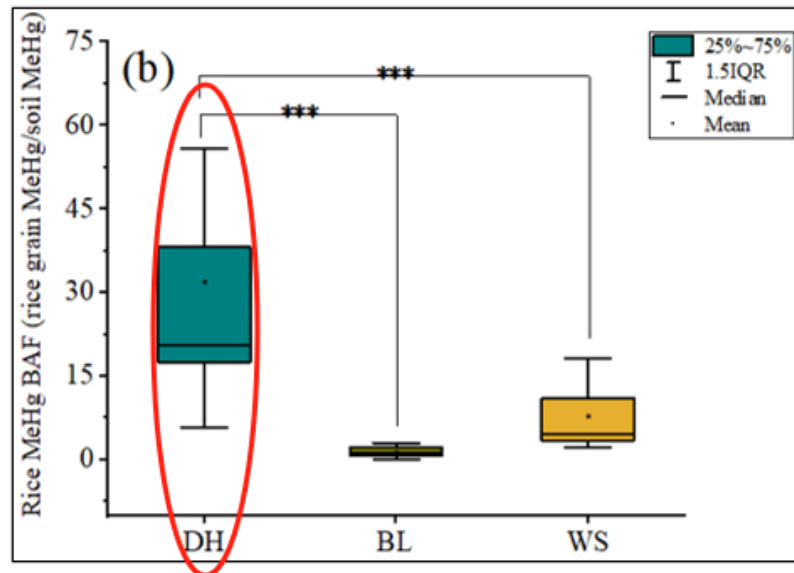 75
60
45
30
15
0
Rice MeHg BAF (rice grain MeHg/soil MeHg)
(b)
***
***
25%~75%
1.5IQR
Median
Mean
DH BL WS